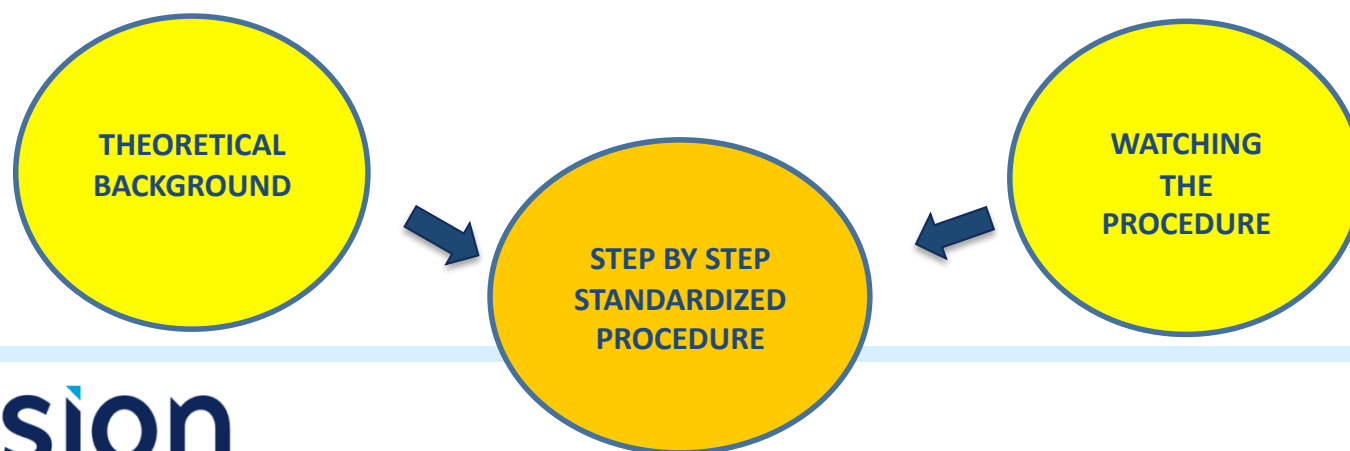 THEORETICAL
BACKGROUND
WATCHING
THE
PROCEDURE
STEP BY STEP
STANDARDIZED
PROCEDURE
sion